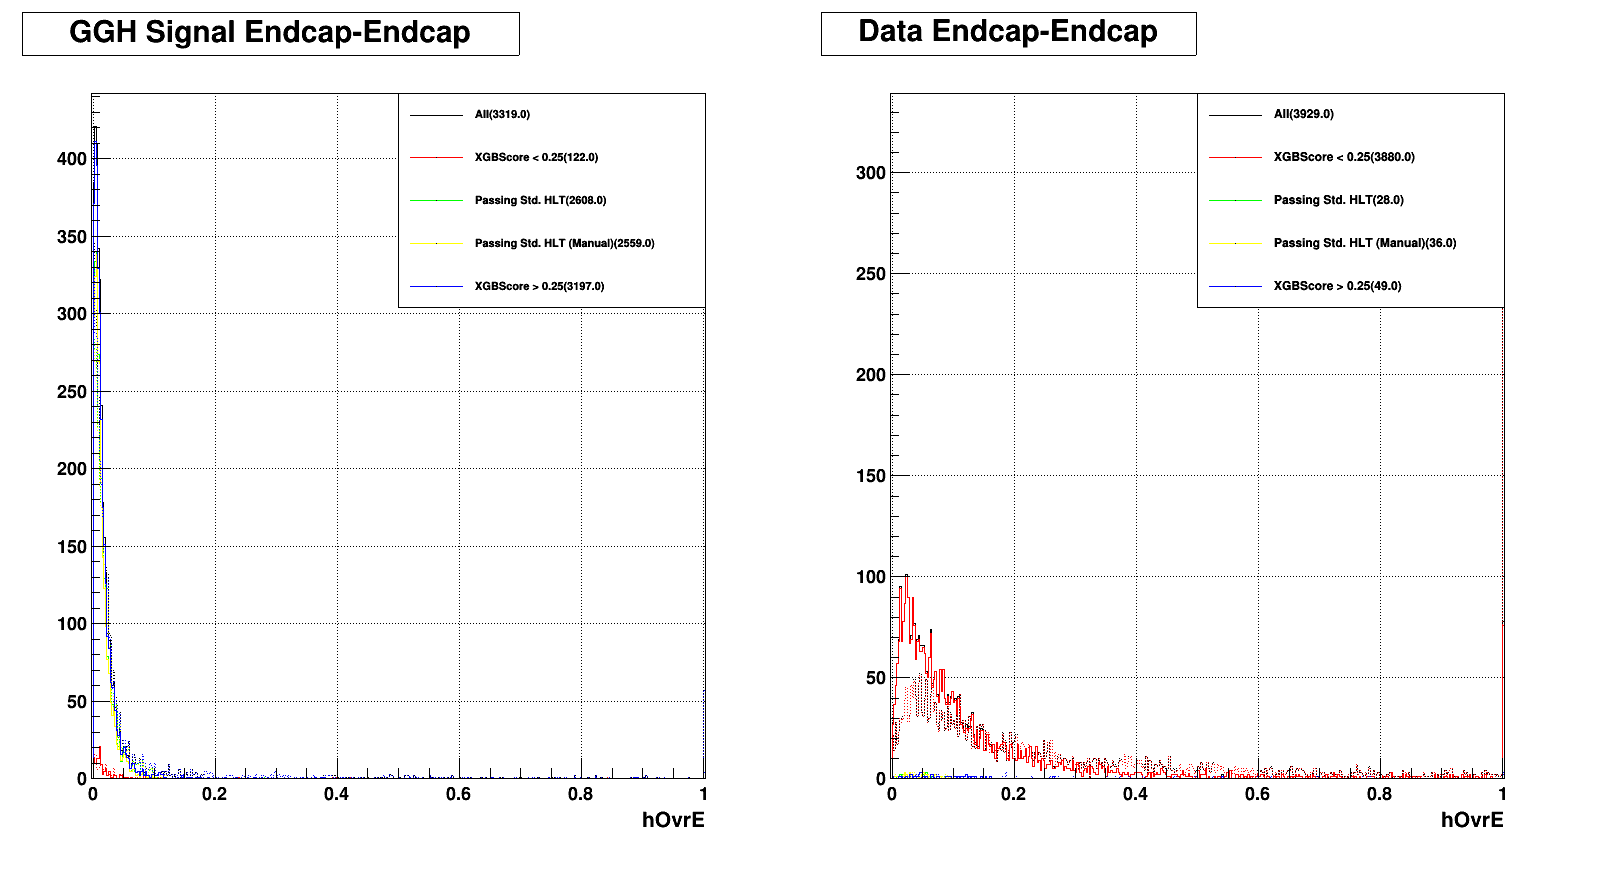 GGH Signal Endcap-Endcap
All(3319.0)
XGBScore < 0.25(122.0)
Passing Std. HLT(2608.0)
Passing Std. HLT (Manual)(2559.0)
XGBScore > 0.25(3197.0)
400
350
300
250
200
150
100
50
0
0 0.2 0.4 0.6 0.8 1
hOvrE
Data Endcap-Endcap
All(3929.0)
XGBScore < 0.25(3880.0)
Passing Std. HLT(28.0)
Passing Std. HLT (Manual)(36.0)
XGBScore > 0.25(49.0)
300
250
200
150
100
50
0
0 0.2 0.4 0.6 0.8 1
hOvrE